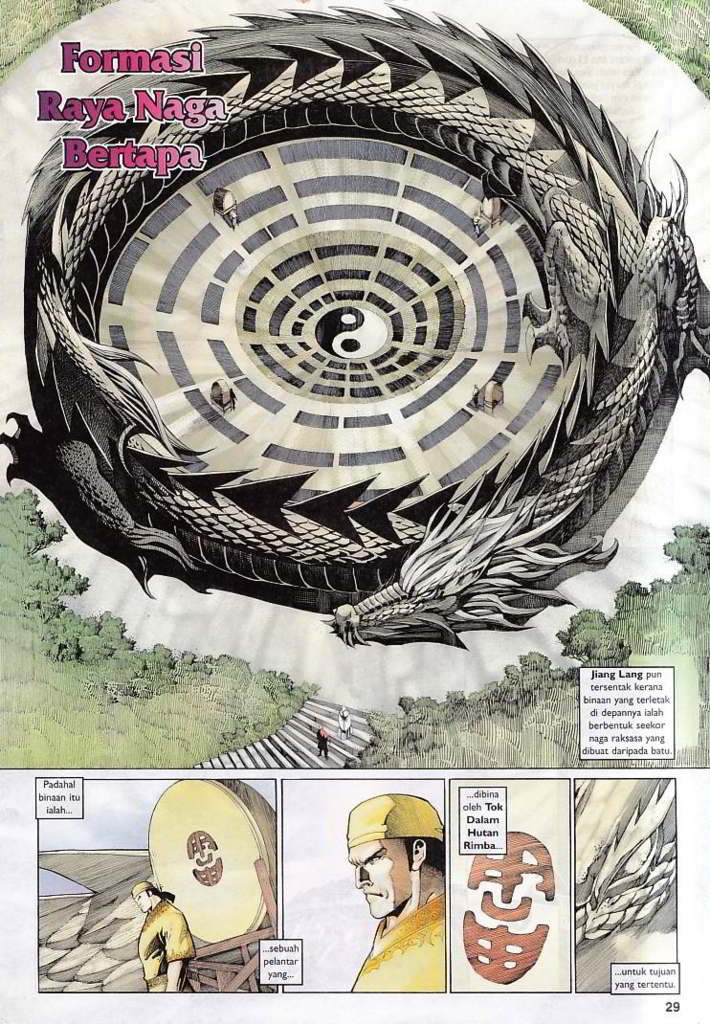 Formasi
Raya Naga
Bertapa
Jiang Lang pun
tersentak kerana
binaan yang terletak
di depannya ialah
berbentuk seekor
naga raksasa yang
dibuat daripada batu.
Padahal
binaan itu
ialah...
...sebuah
pelantar
yang...
...dibina
oleh Tok
Dalam
Hutan
Rimba...
...untuk tujuan
yang tertentu.
29